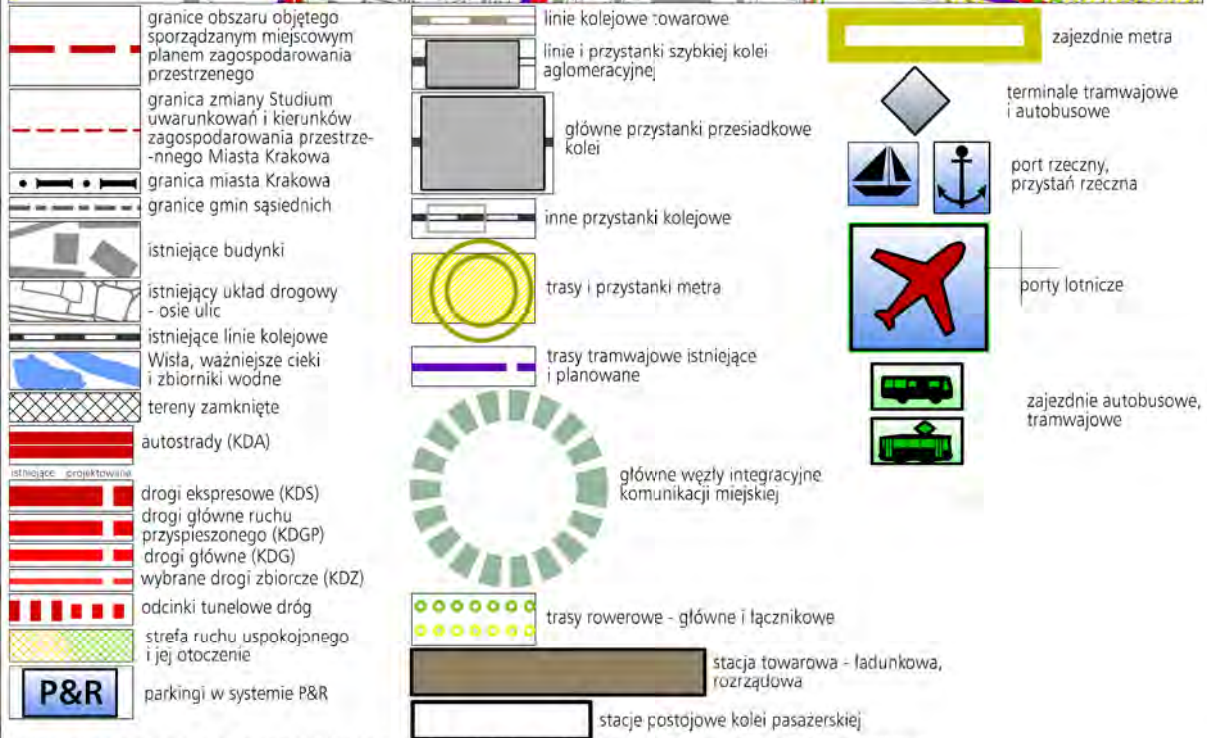 granice obszaru objętego
sporządzanym miejscowym
planem zagospodarowania
przestrzenego
granica zmiany Studium
uwarunkowań i kierunków
zagospodarowania przestrze-
-nnego Miasta Krakowa
granica miasta Krakowa
granice gmin sąsiednich
istniejące budynki
istniejący układ drogowy
- osie ulic
istniejące linie kolejowe
Wisła, ważniejsze cieki
i zbiorniki wodne
tereny zamknięte
autostrady (KDA)
istniejące projektowane
drogi ekspresowe (KDS)
drogi główne ruchu
przyspieszonego (KDGP)
drogi główne (KDG)
wybrane drogi zbiorcze (KDZ)
odcinki tunelowe dróg
strefa ruchu uspokojonego
i jej otoczenie
P&R
parkingi w systemie P&R
linie kolejowe towarowe
linie i przystanki szybkiej kolei
aglomeracyjnej
główne przystanki przesiadkowe
kolei
inne przystanki kolejowe
trasy i przystanki metra
trasy tramwajowe istniejące
i planowane
główne węzły integracyjne
komunikacji miejskiej
trasy rowerowe - główne i łącznikowe
stacja towarowa - ładunkowa,
rozrządowa
stacje postojowe kolei pasażerskiej
zajezdnie metra
terminale tramwajowe
i autobusowe
port rzeczny,
przystań rzeczna
porty lotnicze
zajezdnie autobusowe,
tramwajowe